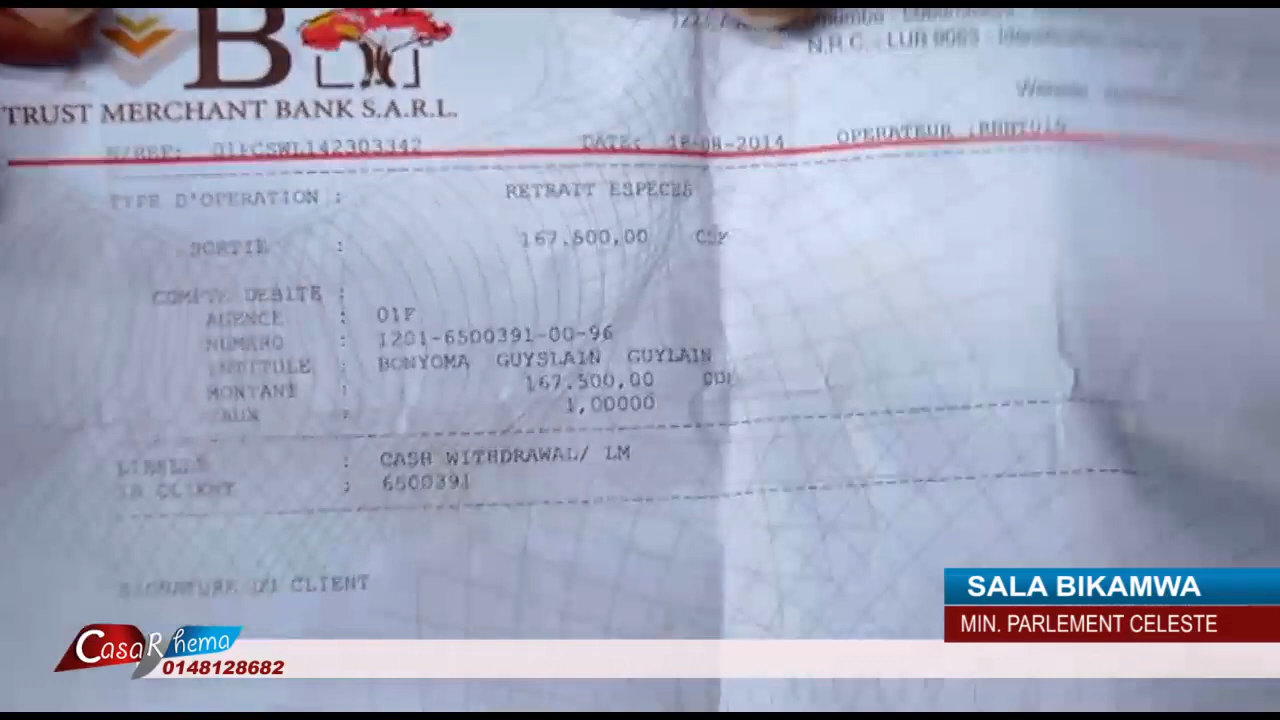 B
TRUST MERCHANT BANK S.A.R.L.
N.R.C. : LUB 0063
N/REF: 01FCSWL142303342 DATE: 18-08-2014 OPERATEUR
TYPE D'OPERATION : RETRAIT ESPECES
SORTIE : 167.500,00
COMPTE DEBITE :
AGENCE : 01F
NUMERO : 1201-6500391-00-96
INTITULE : BONYOMA GUYSLAIN GUYLAIN
MONTANT : 167.500,00 CDF
TAUX : 1,00000
LIBELLE : CASH WITHDRAWAL/ LM
ID CLIENT : 6500391
SIGNATURE DU CLIENT
SALA BIKAMWA
MIN. PARLEMENT CELESTE
CasaRhema
0148128682